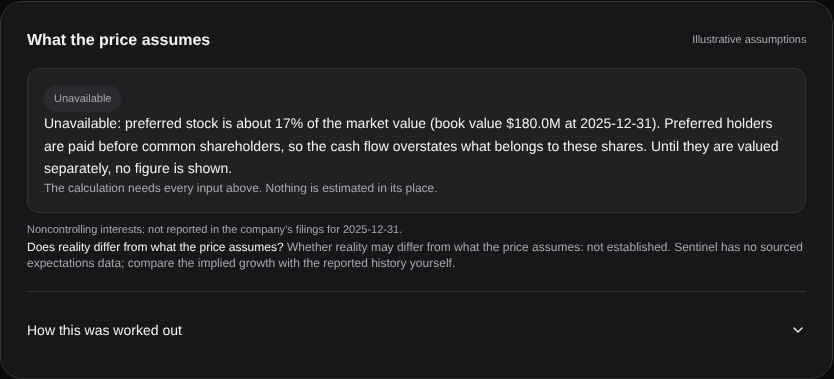 What the price assumes
Illustrative assumptions
Unavailable
Unavailable: preferred stock is about 17% of the market value (book value $180.0M at 2025-12-31). Preferred holders
are paid before common shareholders, so the cash flow overstates what belongs to these shares. Until they are valued
separately, no figure is shown.
The calculation needs every input above. Nothing is estimated in its place.
Noncontrolling interests: not reported in the company's filings for 2025-12-31.
Does reality differ from what the price assumes? Whether reality may differ from what the price assumes: not established. Sentinel has no sourced
expectations data; compare the implied growth with the reported history yourself.
How this was worked out